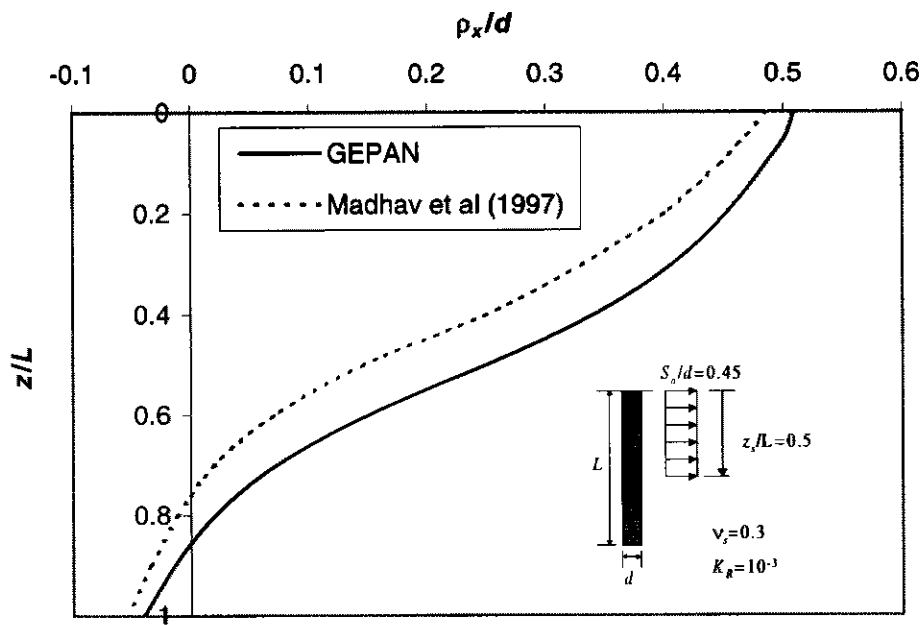 ρₓ/d
-0.1 0 0.1 0.2 0.3 0.4 0.5 0.6
0
0.2
0.4
0.6
0.8
1
z/L
GEPAN
Madhav et al (1997)
Sₒ/d=0.45
L
zₛ/L=0.5
νₛ=0.3
d
K_R=10⁻³